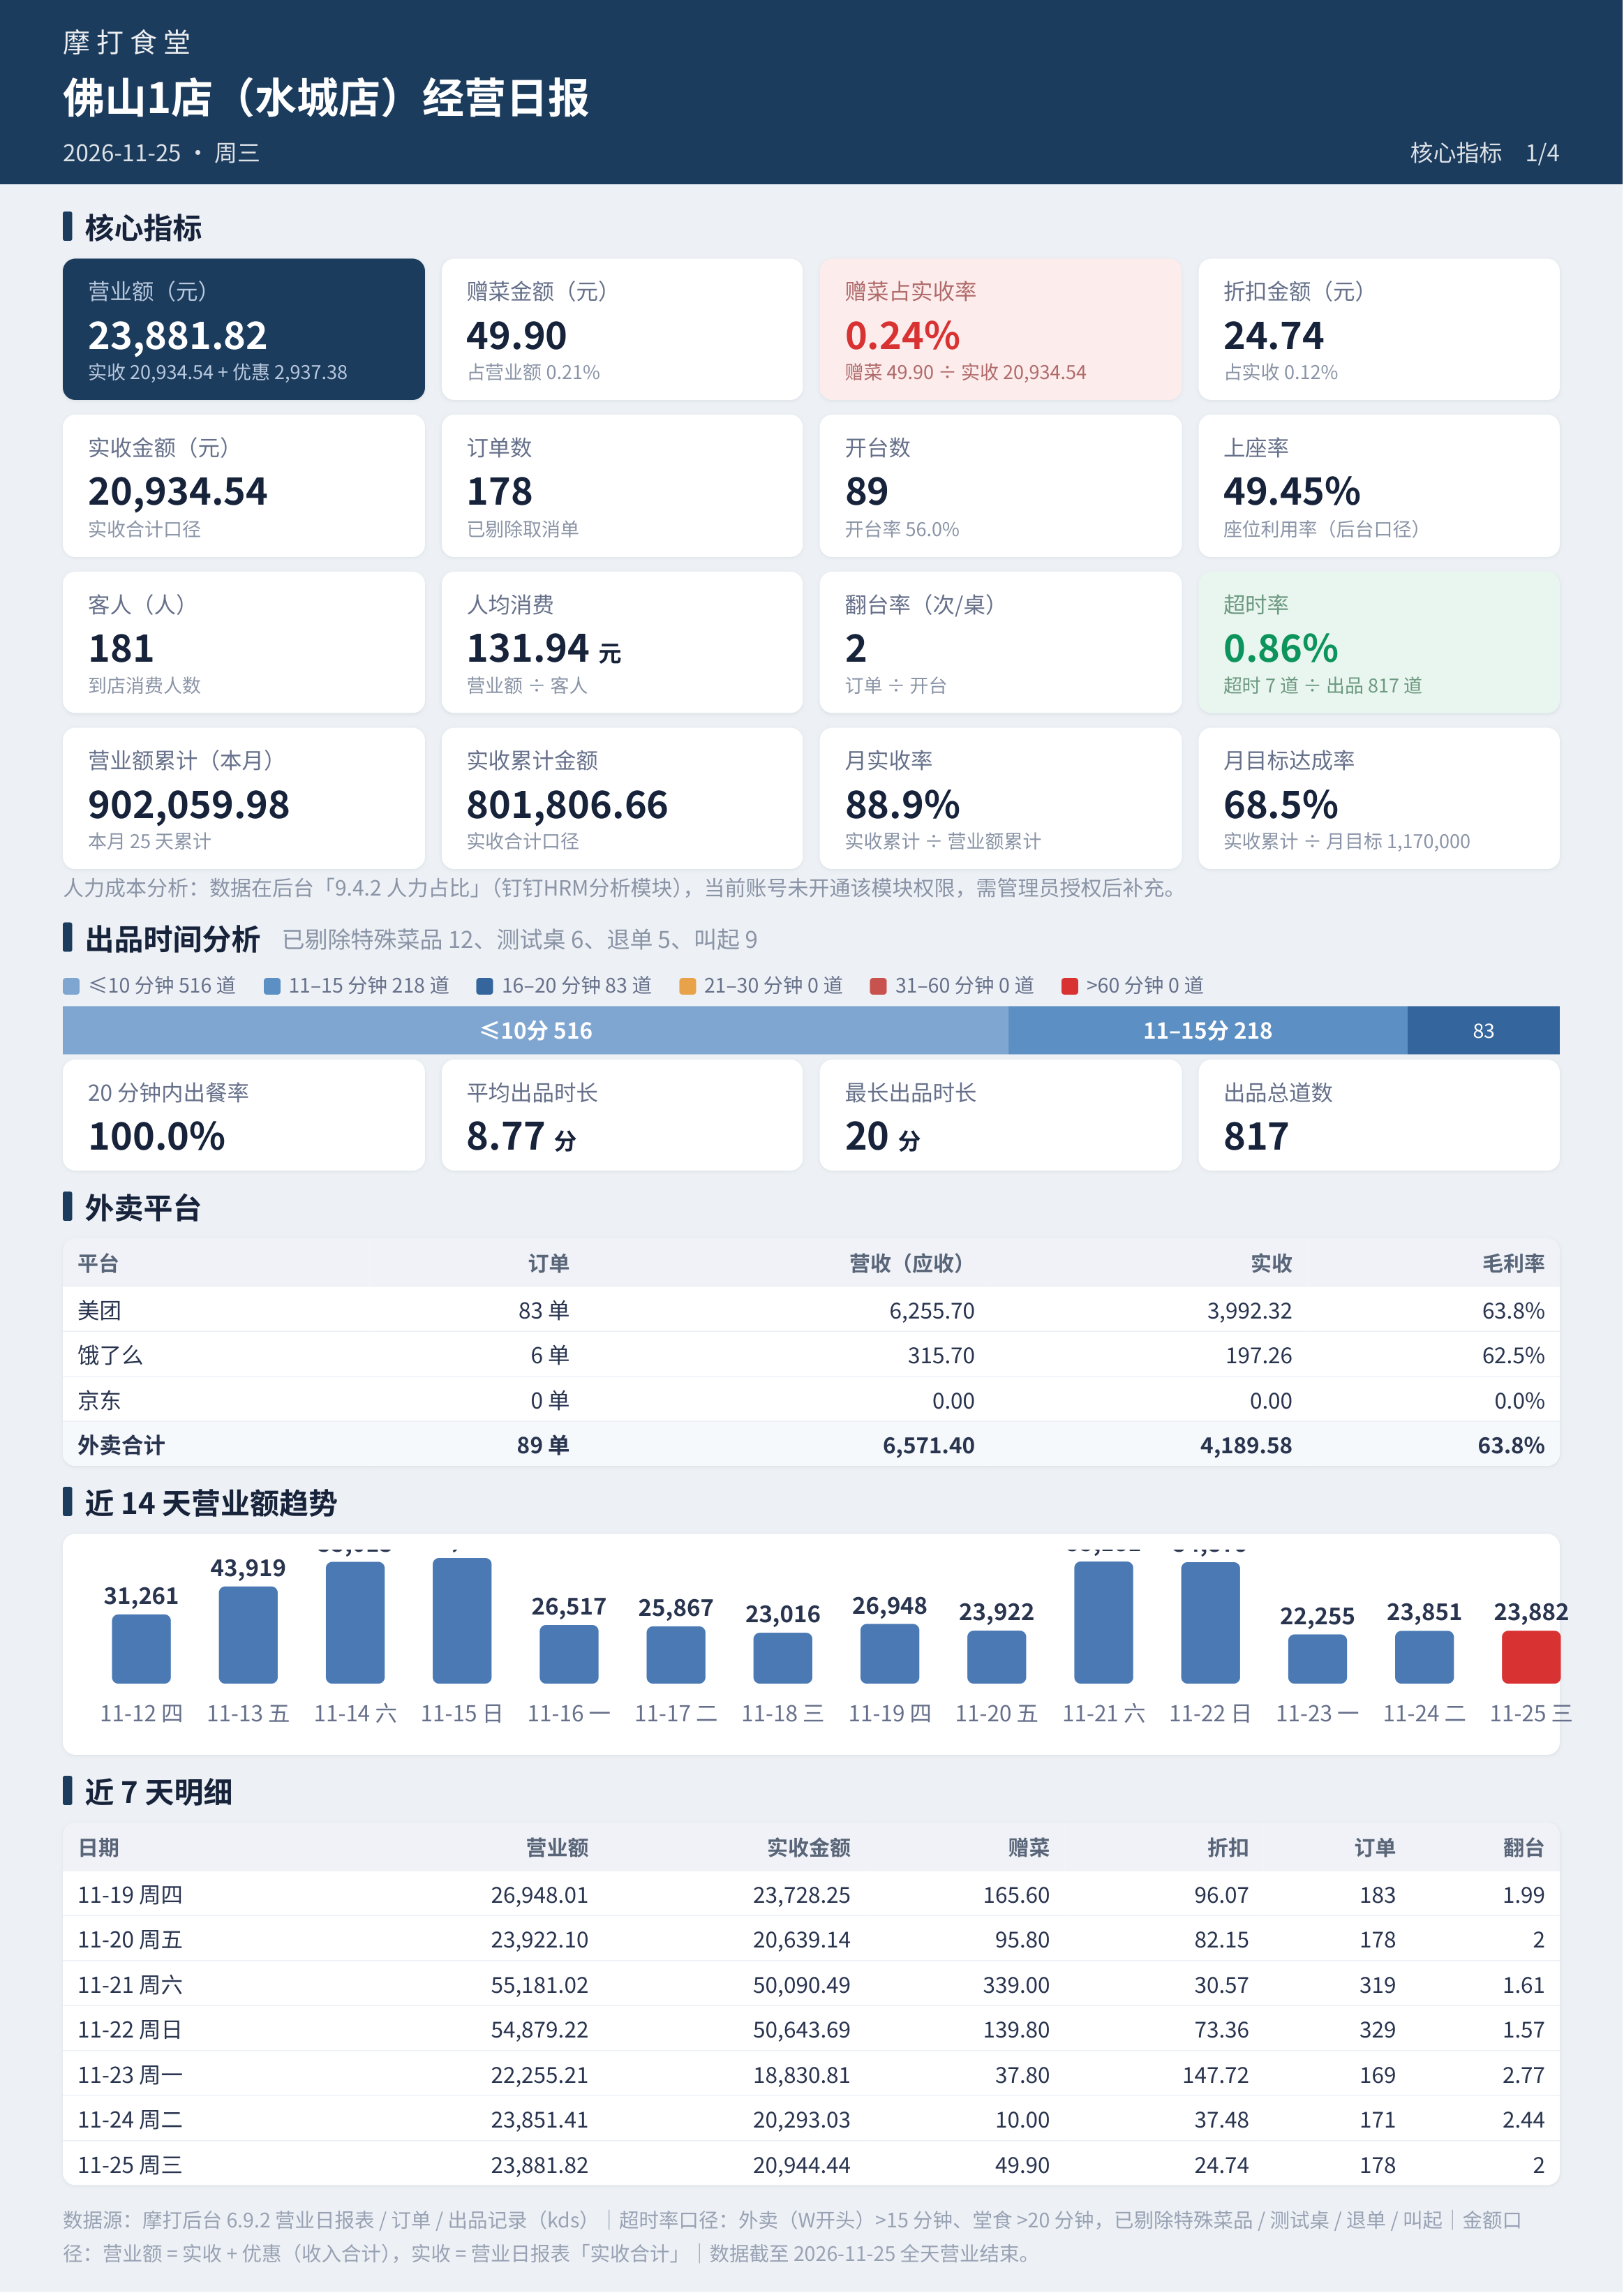 摩打食堂
佛山1店（水城店）经营日报
2026-11-25 · 周三
核心指标 1/4
核心指标
营业额（元）
23,881.82
实收 20,934.54 + 优惠 2,937.38
赠菜金额（元）
49.90
占营业额 0.21%
赠菜占实收率
0.24%
赠菜 49.90 ÷ 实收 20,934.54
折扣金额（元）
24.74
占实收 0.12%
实收金额（元）
20,934.54
实收合计口径
订单数
178
已剔除取消单
开台数
89
开台率 56.0%
上座率
49.45%
座位利用率（后台口径）
客人（人）
181
到店消费人数
人均消费
131.94 元
营业额 ÷ 客人
翻台率（次/桌）
2
订单 ÷ 开台
超时率
0.86%
超时 7 道 ÷ 出品 817 道
营业额累计（本月）
902,059.98
本月 25 天累计
实收累计金额
801,806.66
实收合计口径
月实收率
88.9%
实收累计 ÷ 营业额累计
月目标达成率
68.5%
实收累计 ÷ 月目标 1,170,000
人力成本分析：数据在后台「9.4.2 人力占比」（钉钉HRM分析模块），当前账号未开通该模块权限，需管理员授权后补充。
出品时间分析 已剔除特殊菜品 12、测试桌 6、退单 5、叫起 9
≤10 分钟 516 道 11–15 分钟 218 道 16–20 分钟 83 道 21–30 分钟 0 道 31–60 分钟 0 道 >60 分钟 0 道
≤10分 516 11–15分 218 83
20 分钟内出餐率
100.0%
平均出品时长
8.77 分
最长出品时长
20 分
出品总道数
817
外卖平台
平台 订单 营收（应收） 实收 毛利率
美团 83 单 6,255.70 3,992.32 63.8%
饿了么 6 单 315.70 197.26 62.5%
京东 0 单 0.00 0.00 0.0%
外卖合计 89 单 6,571.40 4,189.58 63.8%
近 14 天营业额趋势
31,261 43,919 26,517 25,867 23,016 26,948 23,922 22,255 23,851 23,882
11-12 四 11-13 五 11-14 六 11-15 日 11-16 一 11-17 二 11-18 三 11-19 四 11-20 五 11-21 六 11-22 日 11-23 一 11-24 二 11-25 三
近 7 天明细
日期 营业额 实收金额 赠菜 折扣 订单 翻台
11-19 周四 26,948.01 23,728.25 165.60 96.07 183 1.99
11-20 周五 23,922.10 20,639.14 95.80 82.15 178 2
11-21 周六 55,181.02 50,090.49 339.00 30.57 319 1.61
11-22 周日 54,879.22 50,643.69 139.80 73.36 329 1.57
11-23 周一 22,255.21 18,830.81 37.80 147.72 169 2.77
11-24 周二 23,851.41 20,293.03 10.00 37.48 171 2.44
11-25 周三 23,881.82 20,944.44 49.90 24.74 178 2
数据源：摩打后台 6.9.2 营业日报表 / 订单 / 出品记录（kds）｜超时率口径：外卖（W开头）>15 分钟、堂食 >20 分钟，已剔除特殊菜品 / 测试桌 / 退单 / 叫起｜金额口
径：营业额 = 实收 + 优惠（收入合计），实收 = 营业日报表「实收合计」｜数据截至 2026-11-25 全天营业结束。